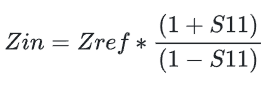 Zin = Zref * (1 + S11) / (1 − S11)